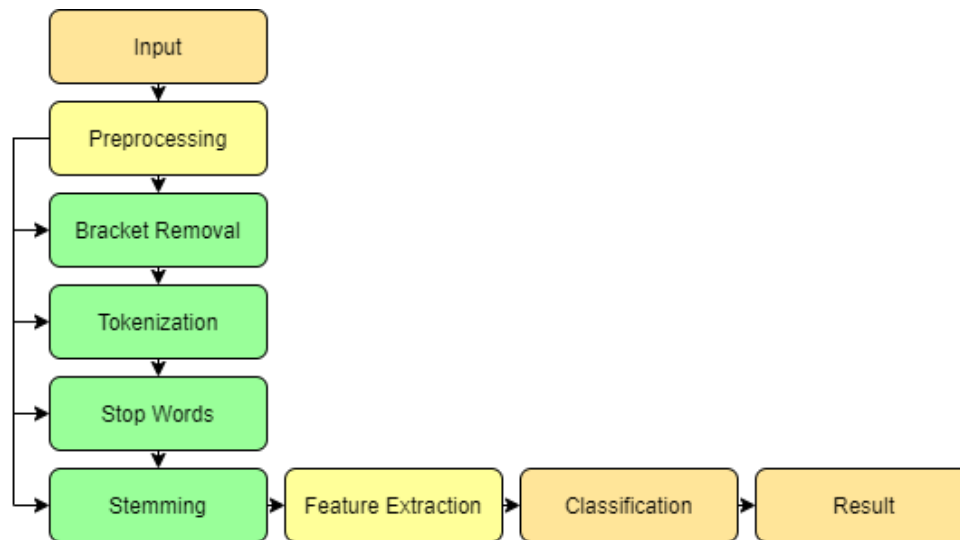 Input
Preprocessing
Bracket Removal
Tokenization
Stop Words
Stemming
Feature Extraction
Classification
Result